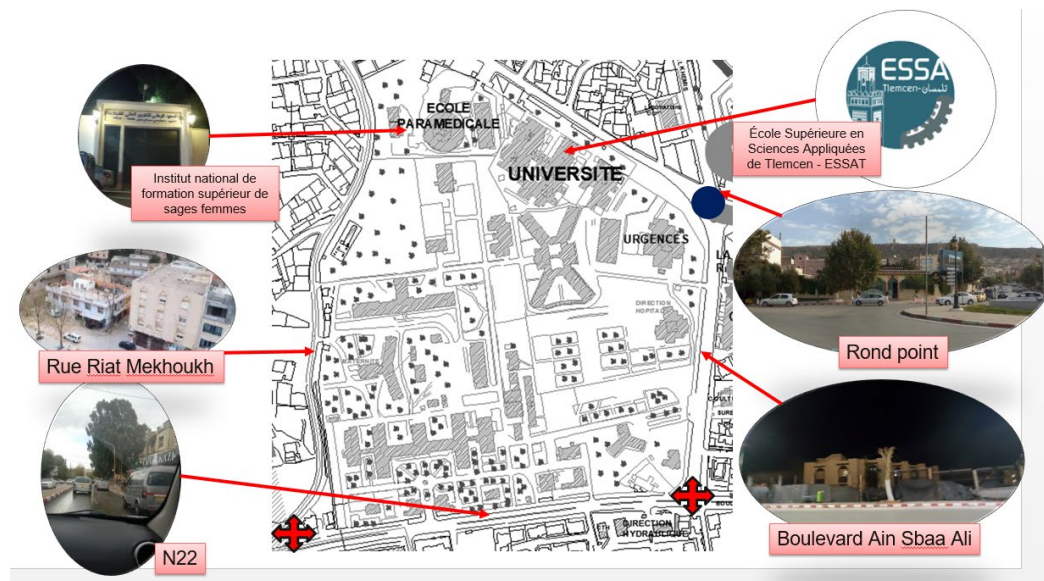 ESSA
Tlemcen-تلمسان
École Supérieure en
Sciences Appliquées
de Tlemcen - ESSAT
Institut national de
formation supérieur de
sages femmes
ECOLE
PARAMEDICALE
UNIVERSITE
URGENCES
DIRECTION
HOPITAL
MATERNITE
Rue Riat Mekhoukh
Rond point
N22
DIRECTION
HYDRAULIQUE
Boulevard Ain Sbaa Ali